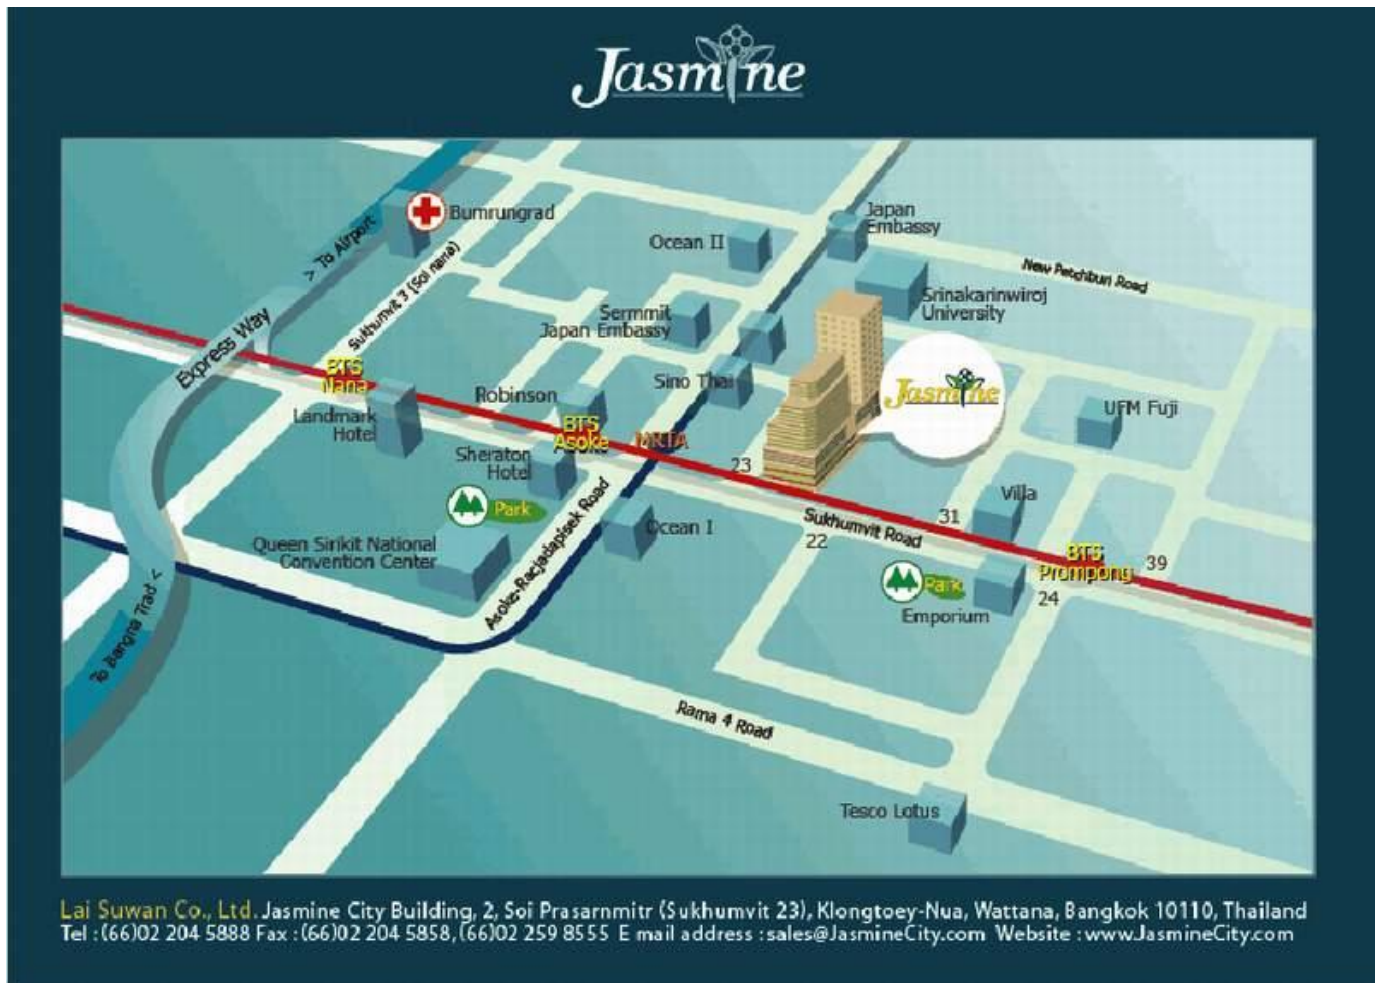 Jasmine
Bumrungrad
Japan
Embassy
Ocean II
> To Airport
Sukhumvit 3 (Soi nana)
New Petchburi Road
Srinakarinwiroj
University
Sermmit
Japan Embassy
Express Way
BTS
Nana
Landmark
Hotel
Robinson
Sino Thai
Jasmine
UFM Fuji
BTS
Asoke
MRTA
Sheraton
Hotel
23
Park
Villa
31
Sukhumvit Road
22
Ocean I
Asoke-Racjadapisek Road
Queen Sirikit National
Convention Center
BTS
Prompong
39
24
Park
Emporium
To Bangna Trad <
Rama 4 Road
Tesco Lotus
Lai Suwan Co., Ltd. Jasmine City Building, 2, Soi Prasarnmitr (Sukhumvit 23), Klongtoey-Nua, Wattana, Bangkok 10110, Thailand
Tel :(66)02 204 5888 Fax :(66)02 204 5858, (66)02 259 8555 E mail address :sales@JasmineCity.com Website :www.JasmineCity.com